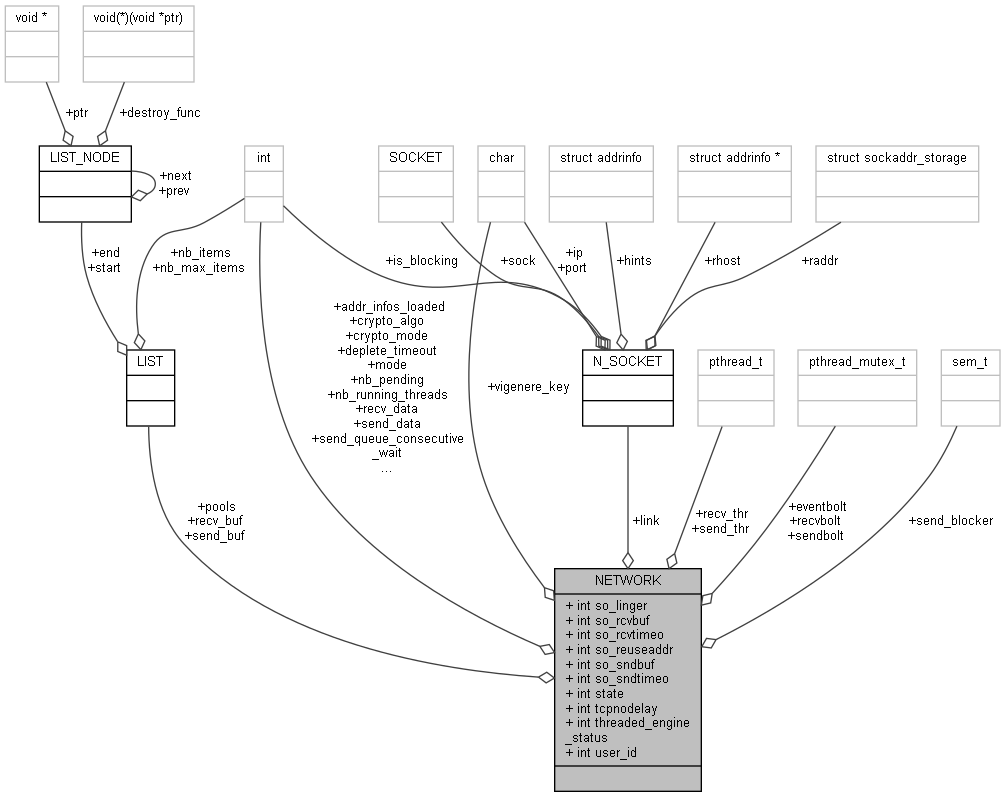 void *
void(*)(void *ptr)
+ptr
+destroy_func
LIST_NODE
int
SOCKET
char
struct addrinfo
struct addrinfo *
struct sockaddr_storage
+next
+prev
+end
+start
+nb_items
+nb_max_items
+is_blocking
+sock
+ip
+port
+hints
+rhost
+raddr
+addr_infos_loaded
+crypto_algo
+crypto_mode
+deplete_timeout
+mode
+nb_pending
+nb_running_threads
+recv_data
+send_data
+send_queue_consecutive
_wait
...
LIST
N_SOCKET
pthread_t
pthread_mutex_t
sem_t
+vigenere_key
+pools
+recv_buf
+send_buf
+link
+recv_thr
+send_thr
+eventbolt
+recvbolt
+sendbolt
+send_blocker
NETWORK
+ int so_linger
+ int so_rcvbuf
+ int so_rcvtimeo
+ int so_reuseaddr
+ int so_sndbuf
+ int so_sndtimeo
+ int state
+ int tcpnodelay
+ int threaded_engine
_status
+ int user_id